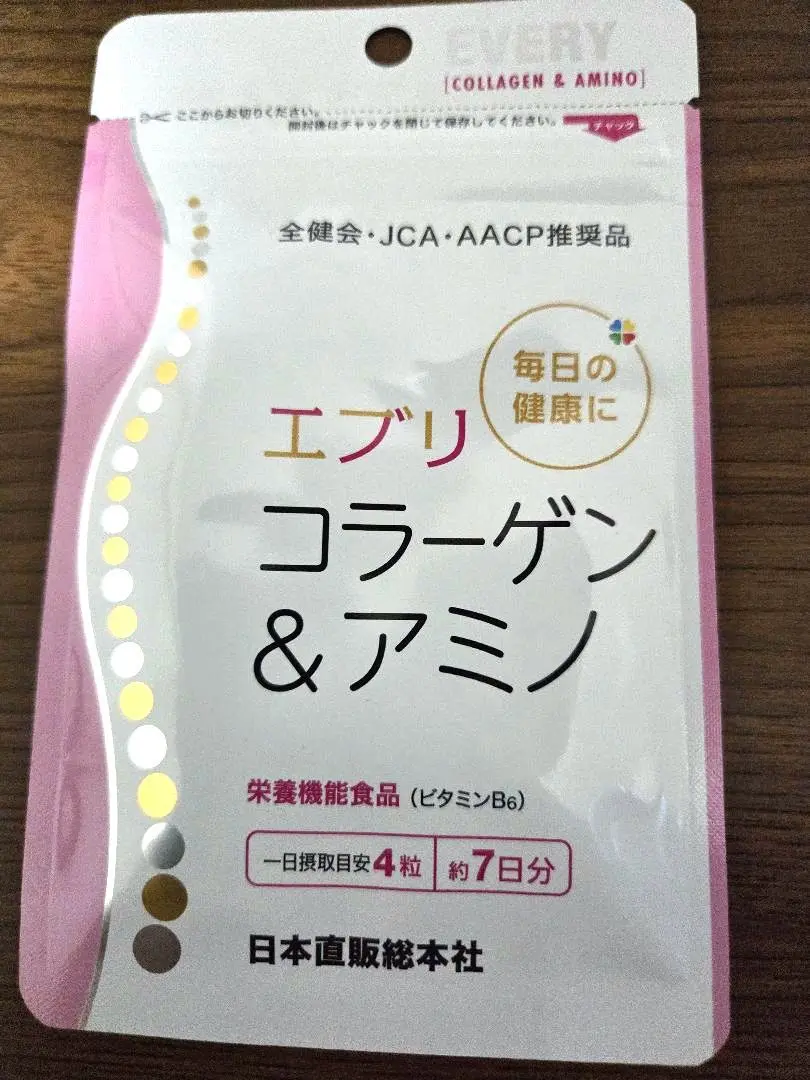 EVERY
[COLLAGEN & AMINO]
ここからお切りください。
開封後はチャックを閉じて保存してください。
チャック
全健会・JCA・AACP推奨品
毎日の
健康に
エブリ
コラーゲン
&アミノ
栄養機能食品（ビタミンB₆）
一日摂取目安4粒 約7日分
日本直販総本社